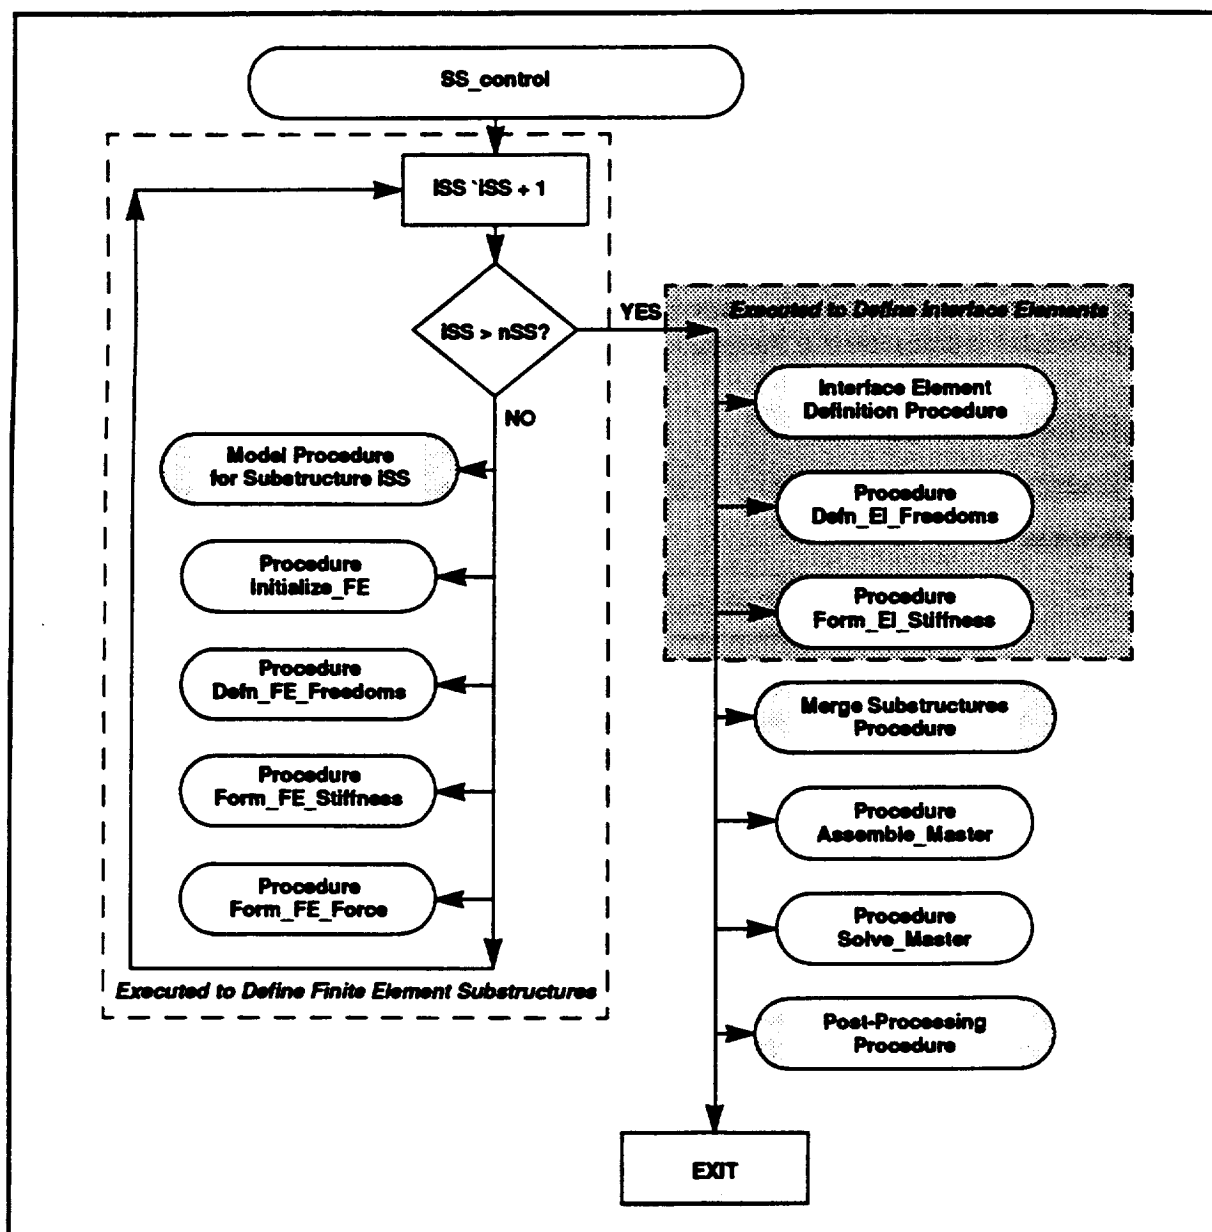 SS_control
iSS `iSS + 1
iSS > nSS?
YES
NO
Model Procedure
for Substructure iSS
Procedure
Initialize_FE
Procedure
Defn_FE_Freedoms
Procedure
Form_FE_Stiffness
Procedure
Form_FE_Force
Executed to Define Finite Element Substructures
Executed to Define Interface Elements
Interface Element
Definition Procedure
Procedure
Defn_EI_Freedoms
Procedure
Form_EI_Stiffness
Merge Substructures
Procedure
Procedure
Assemble_Master
Procedure
Solve_Master
Post-Processing
Procedure
EXIT